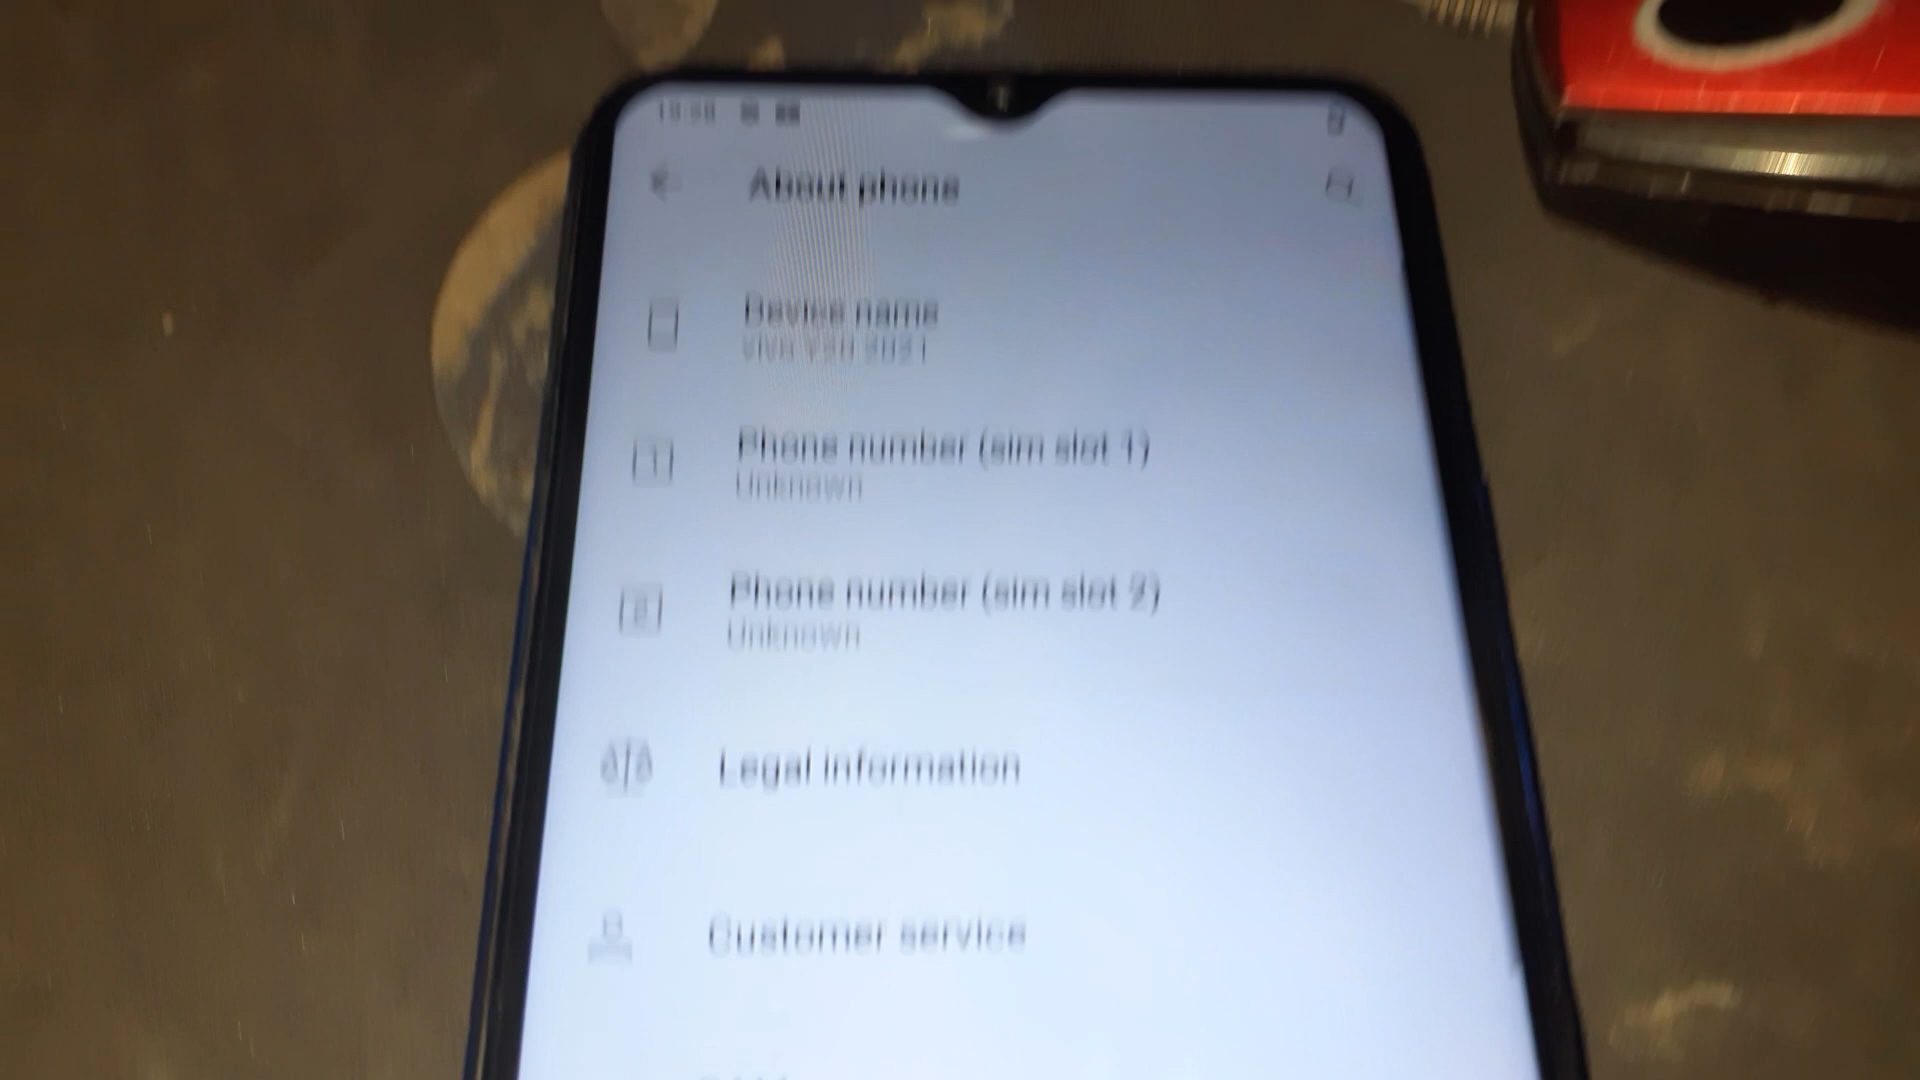 About phone
Device name
vivo Y20 2021
Phone number (sim slot 1)
Unknown
Phone number (sim slot 2)
Unknown
Legal information
Customer service